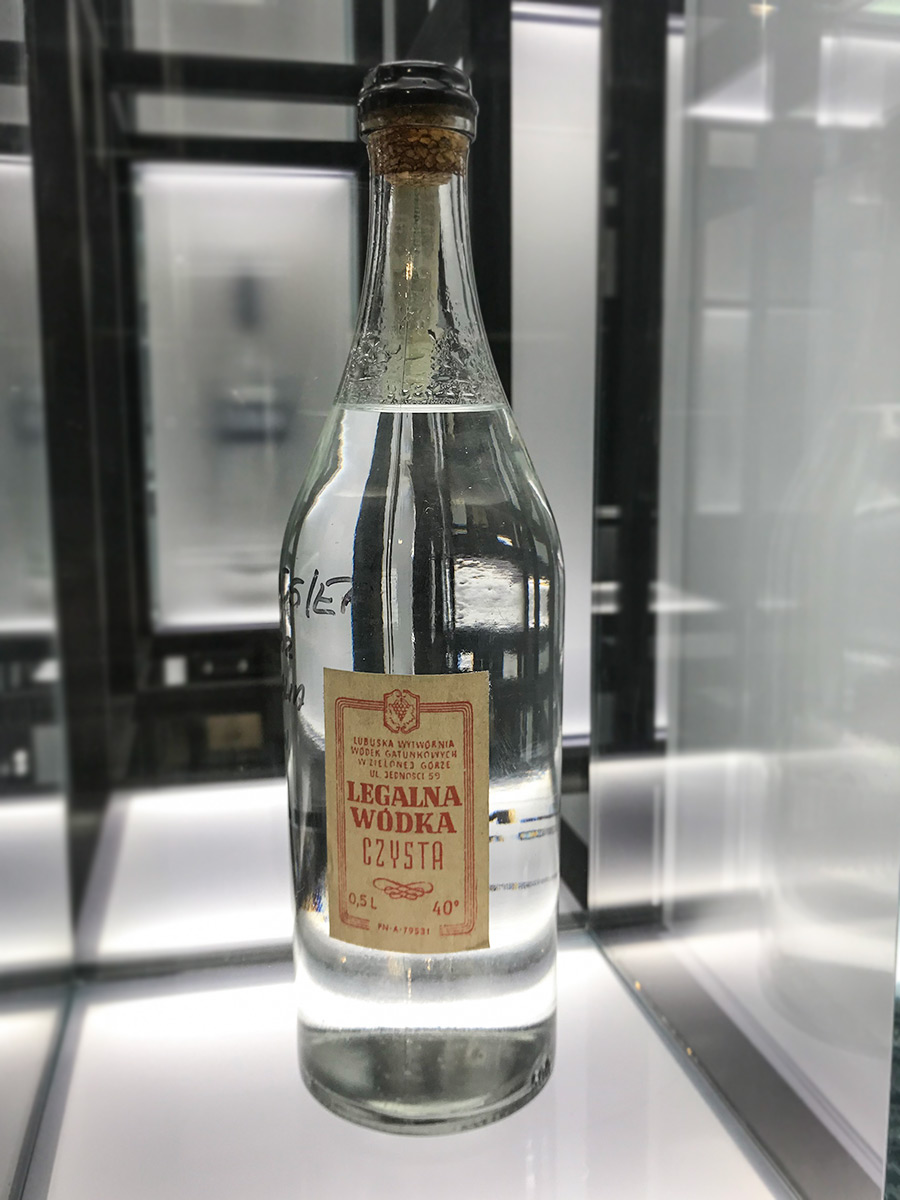 LUBUSKA WYTWÓRNIA
WÓDEK GATUNKOWYCH
W ZIELONEJ GÓRZE
UL. JEDNOŚCI 59
LEGALNA
WÓDKA
CZYSTA
0,5 L 40°
PN-A-79531